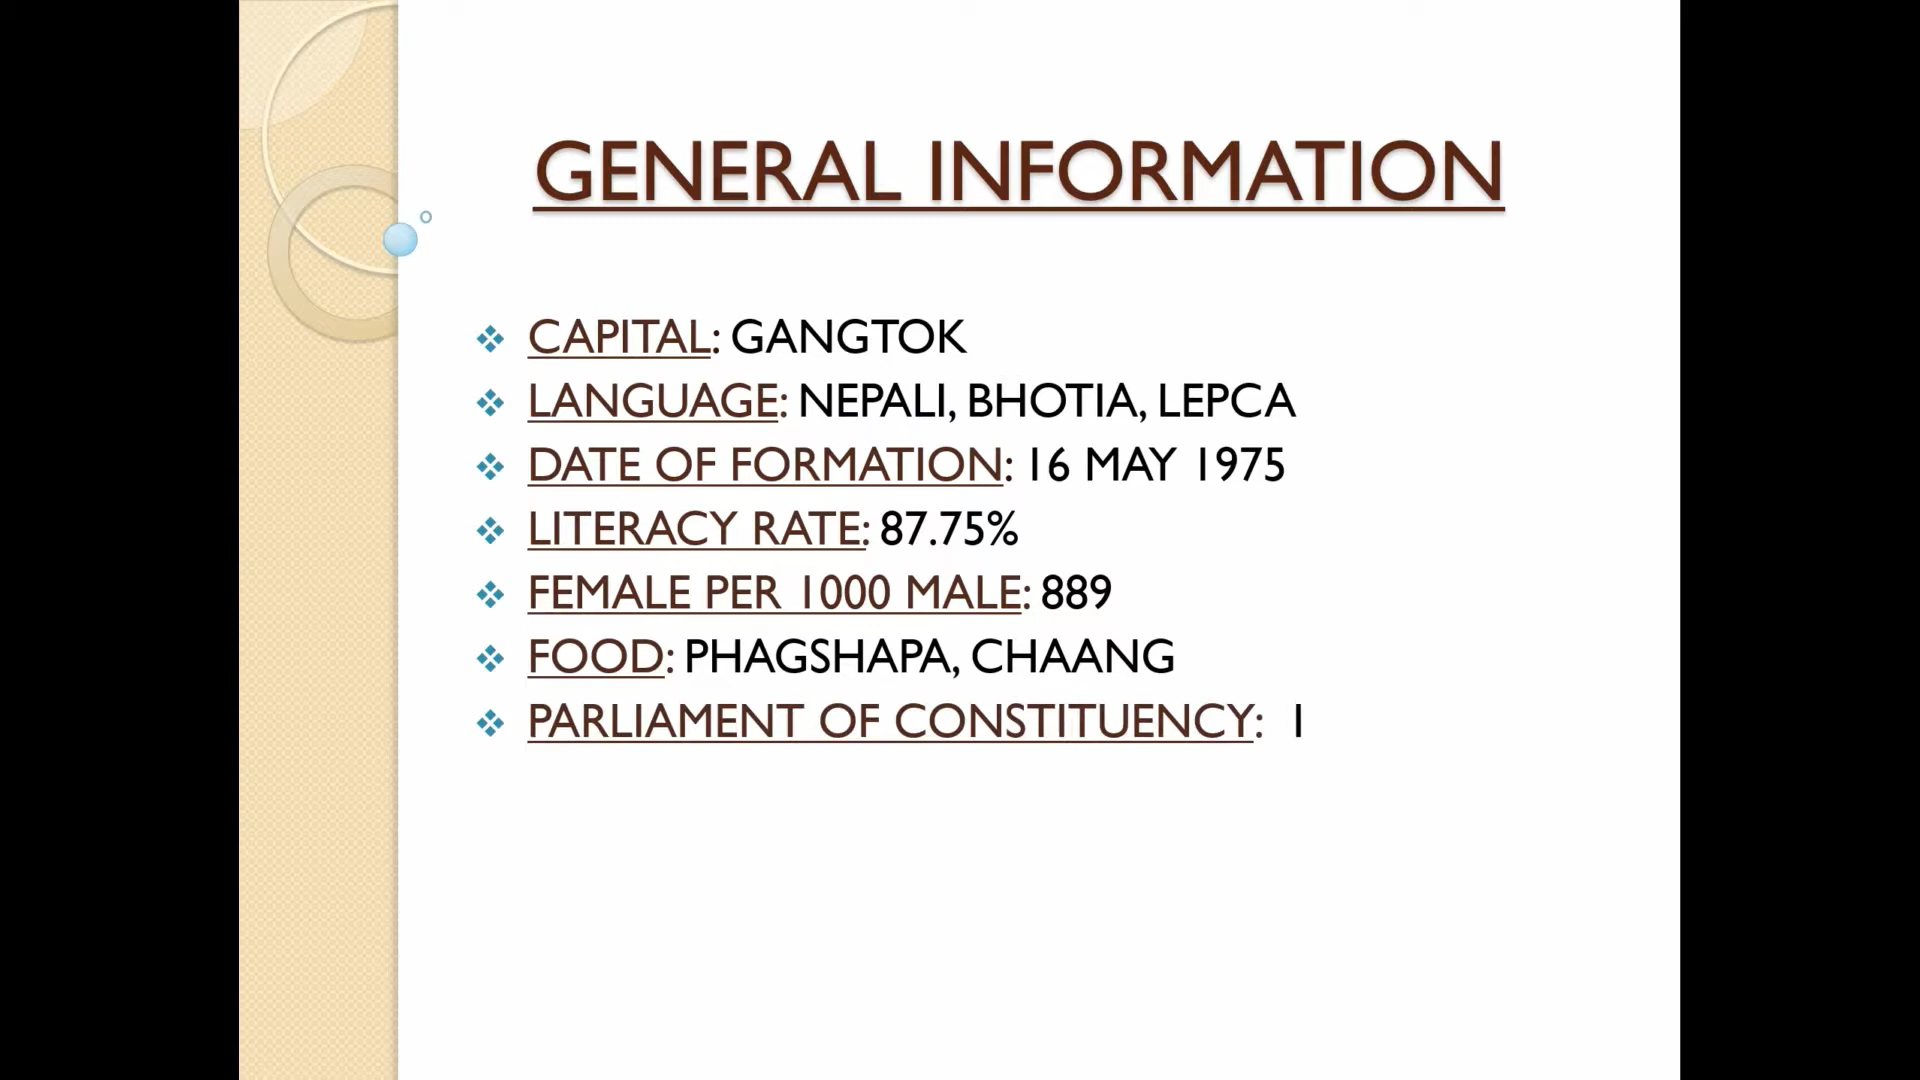 GENERAL INFORMATION
CAPITAL: GANGTOK
LANGUAGE: NEPALI, BHOTIA, LEPCA
DATE OF FORMATION: 16 MAY 1975
LITERACY RATE: 87.75%
FEMALE PER 1000 MALE: 889
FOOD: PHAGSHAPA, CHAANG
PARLIAMENT OF CONSTITUENCY: 1